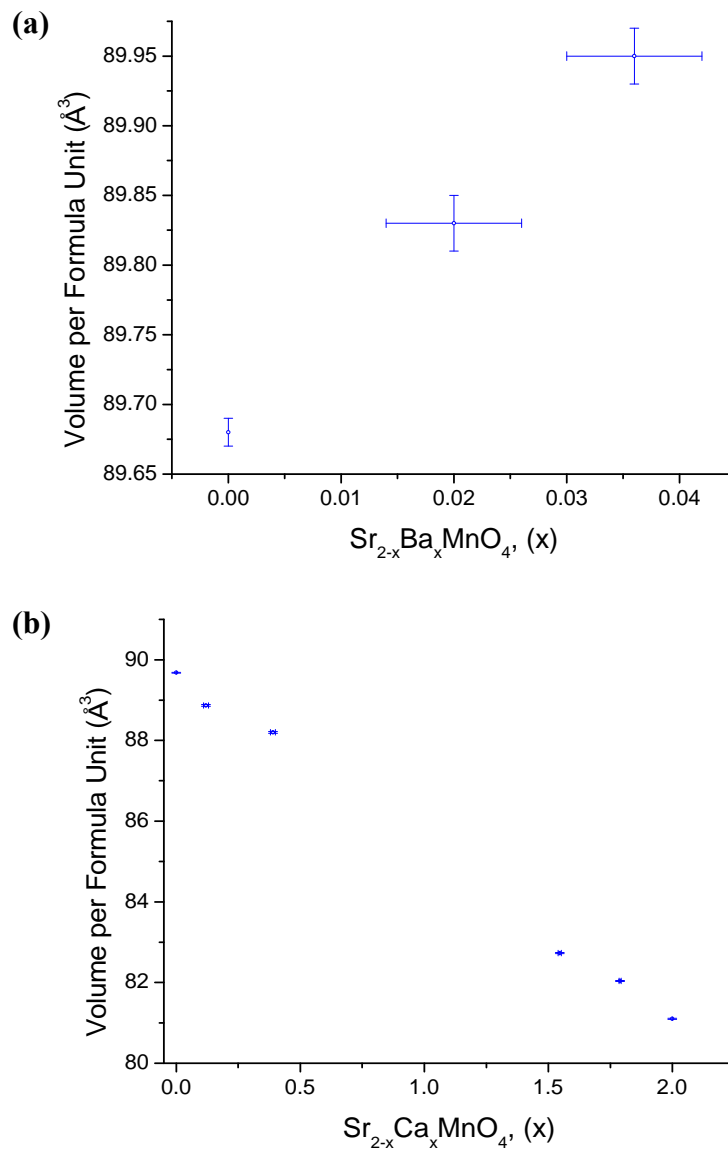 (a)
Volume per Formula Unit (Å³)
89.95
89.90
89.85
89.80
89.75
89.70
89.65
0.00 0.01 0.02 0.03 0.04
Sr₂₋ₓBaₓMnO₄, (x)
(b)
Volume per Formula Unit (Å³)
90
88
86
84
82
80
0.0 0.5 1.0 1.5 2.0
Sr₂₋ₓCaₓMnO₄, (x)